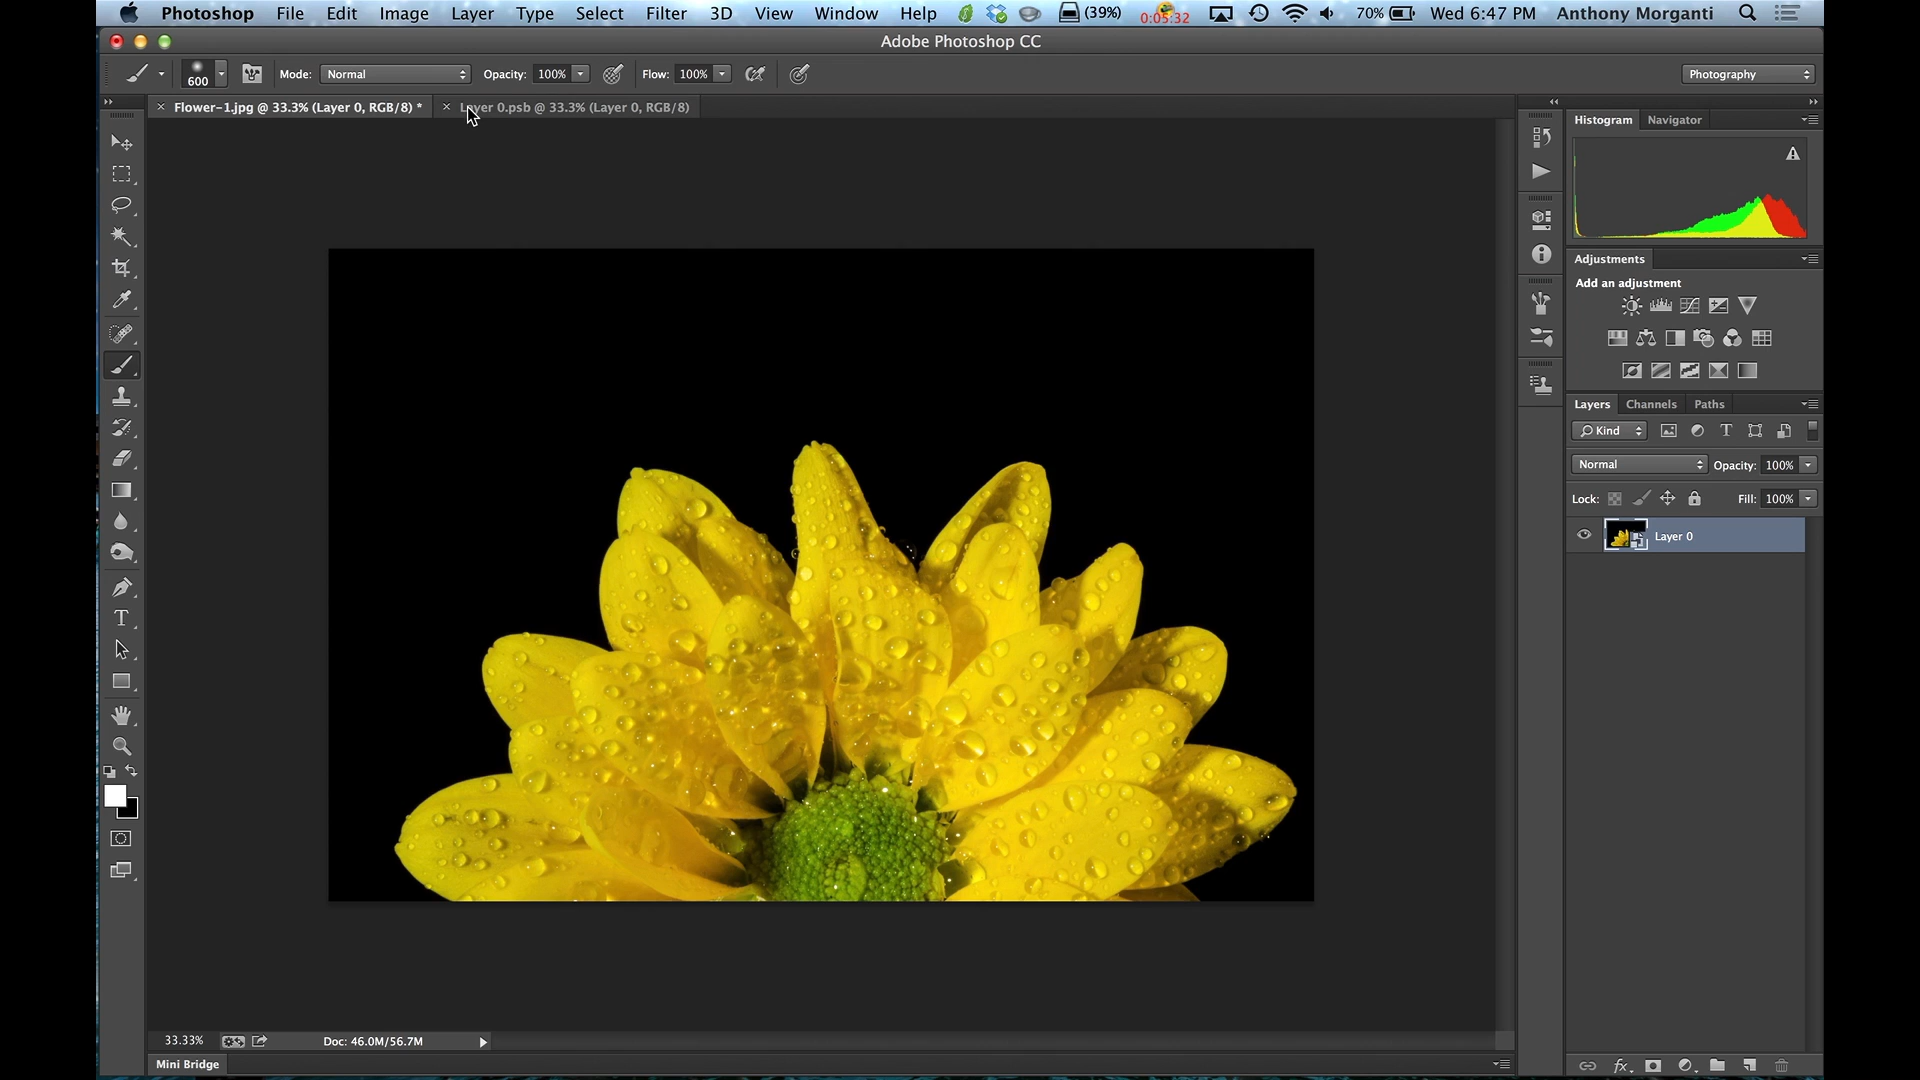 Photoshop File Edit Image Layer Type Select Filter 3D View Window Help (39%) 0:05:32 70% Wed 6:47 PM Anthony Morganti
Adobe Photoshop CC
600 Mode: Normal Opacity: 100% Flow: 100% Photography
Flower-1.jpg @ 33.3% (Layer 0, RGB/8) * Layer 0.psb @ 33.3% (Layer 0, RGB/8)
Histogram Navigator
Adjustments
Add an adjustment
Layers Channels Paths
Kind
Normal Opacity: 100%
Lock: Fill: 100%
Layer 0
33.33% Doc: 46.0M/56.7M
Mini Bridge